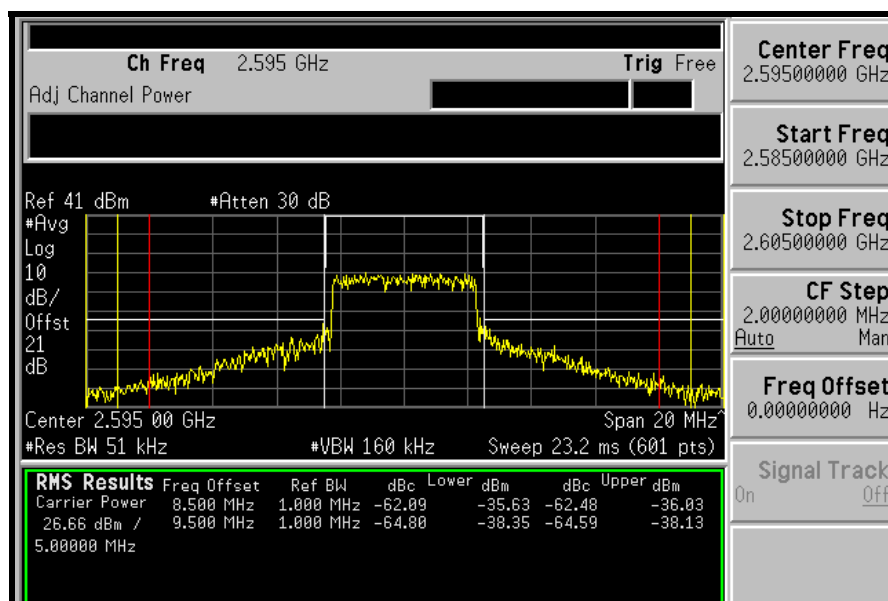 Ch Freq 2.595 GHz Trig Free
Adj Channel Power
Ref 41 dBm #Atten 30 dB
#Avg
Log
10
dB/
Offst
21
dB
Center 2.595 00 GHz Span 20 MHz^
#Res BW 51 kHz #VBW 160 kHz Sweep 23.2 ms (601 pts)
RMS Results Freq Offset Ref BW dBc Lower dBm dBc Upper dBm
Carrier Power 8.500 MHz 1.000 MHz -62.09 -35.63 -62.48 -36.03
26.66 dBm / 9.500 MHz 1.000 MHz -64.80 -38.35 -64.59 -38.13
5.00000 MHz
Center Freq
2.59500000 GHz
Start Freq
2.58500000 GHz
Stop Freq
2.60500000 GHz
CF Step
2.00000000 MHz
Auto Man
Freq Offset
0.00000000 Hz
Signal Track
On Off